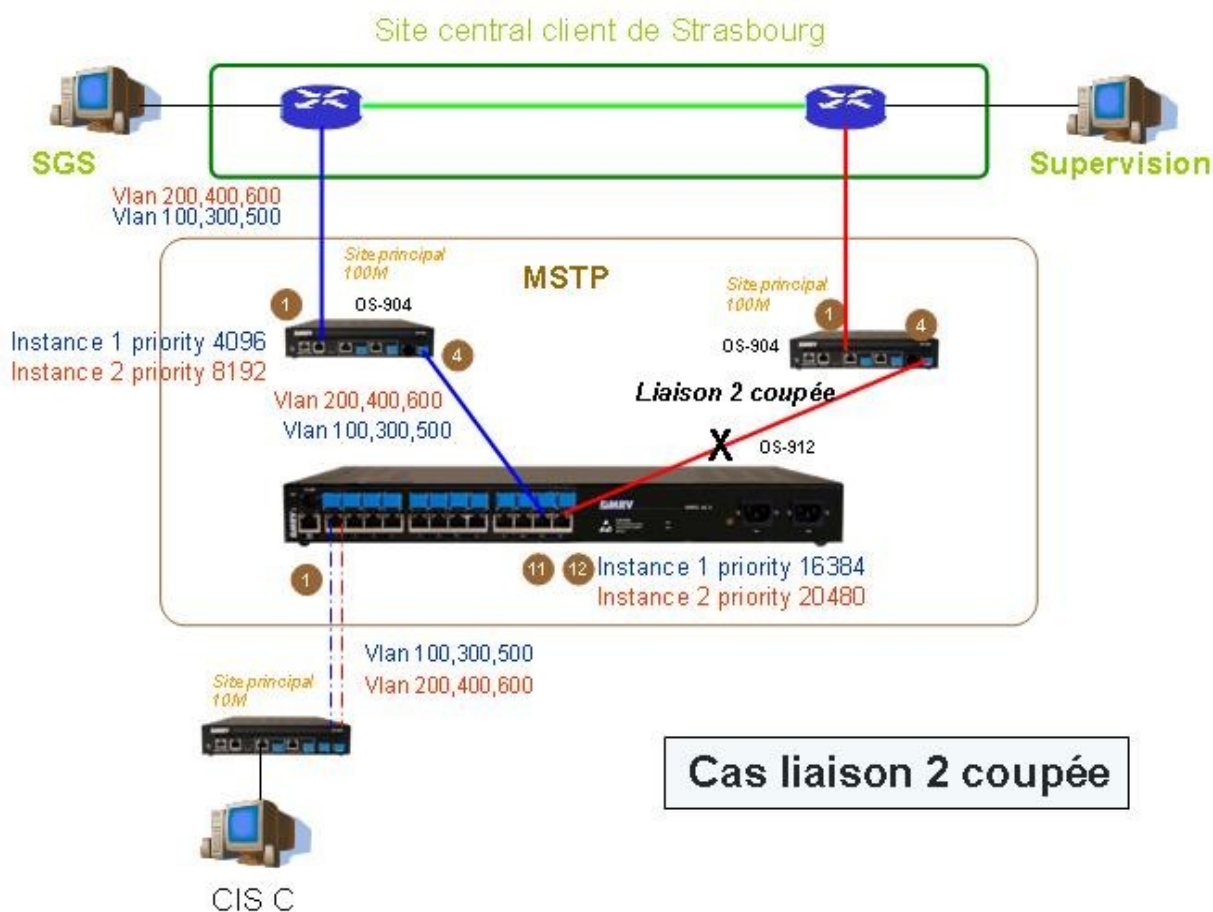 Site central client de Strasbourg
SGS
Supervision
Vlan 200,400,600
Vlan 100,300,500
Site principal
100M
MSTP
Site principal
100M
1
OS-904
1
4
Instance 1 priority 4096
Instance 2 priority 8192
4
OS-904
Vlan 200,400,600
Vlan 100,300,500
Liaison 2 coupée
X
OS-912
MRV
1
11
12
Instance 1 priority 16384
Instance 2 priority 20480
Vlan 100,300,500
Vlan 200,400,600
Site principal
10M
Cas liaison 2 coupée
CIS C